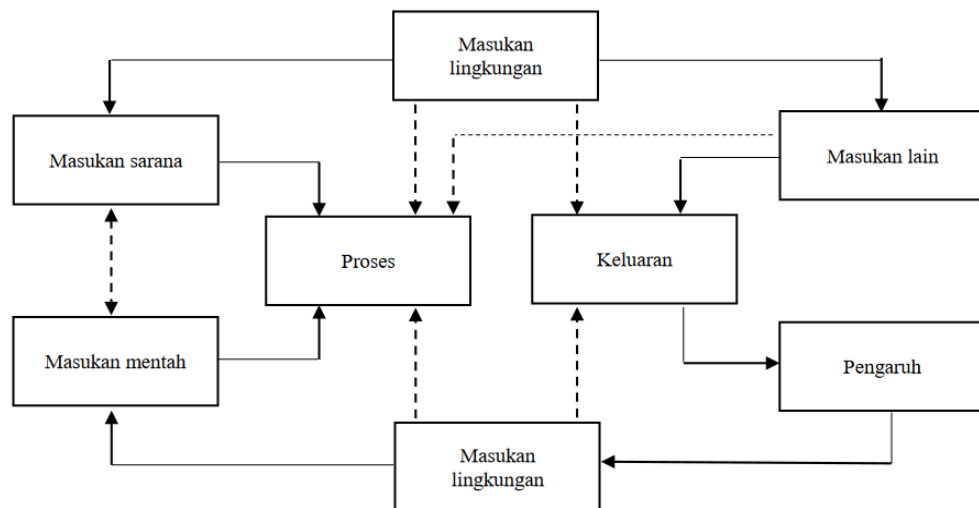 Masukan
lingkungan
Masukan sarana
Masukan lain
Proses
Keluaran
Masukan mentah
Pengaruh
Masukan
lingkungan